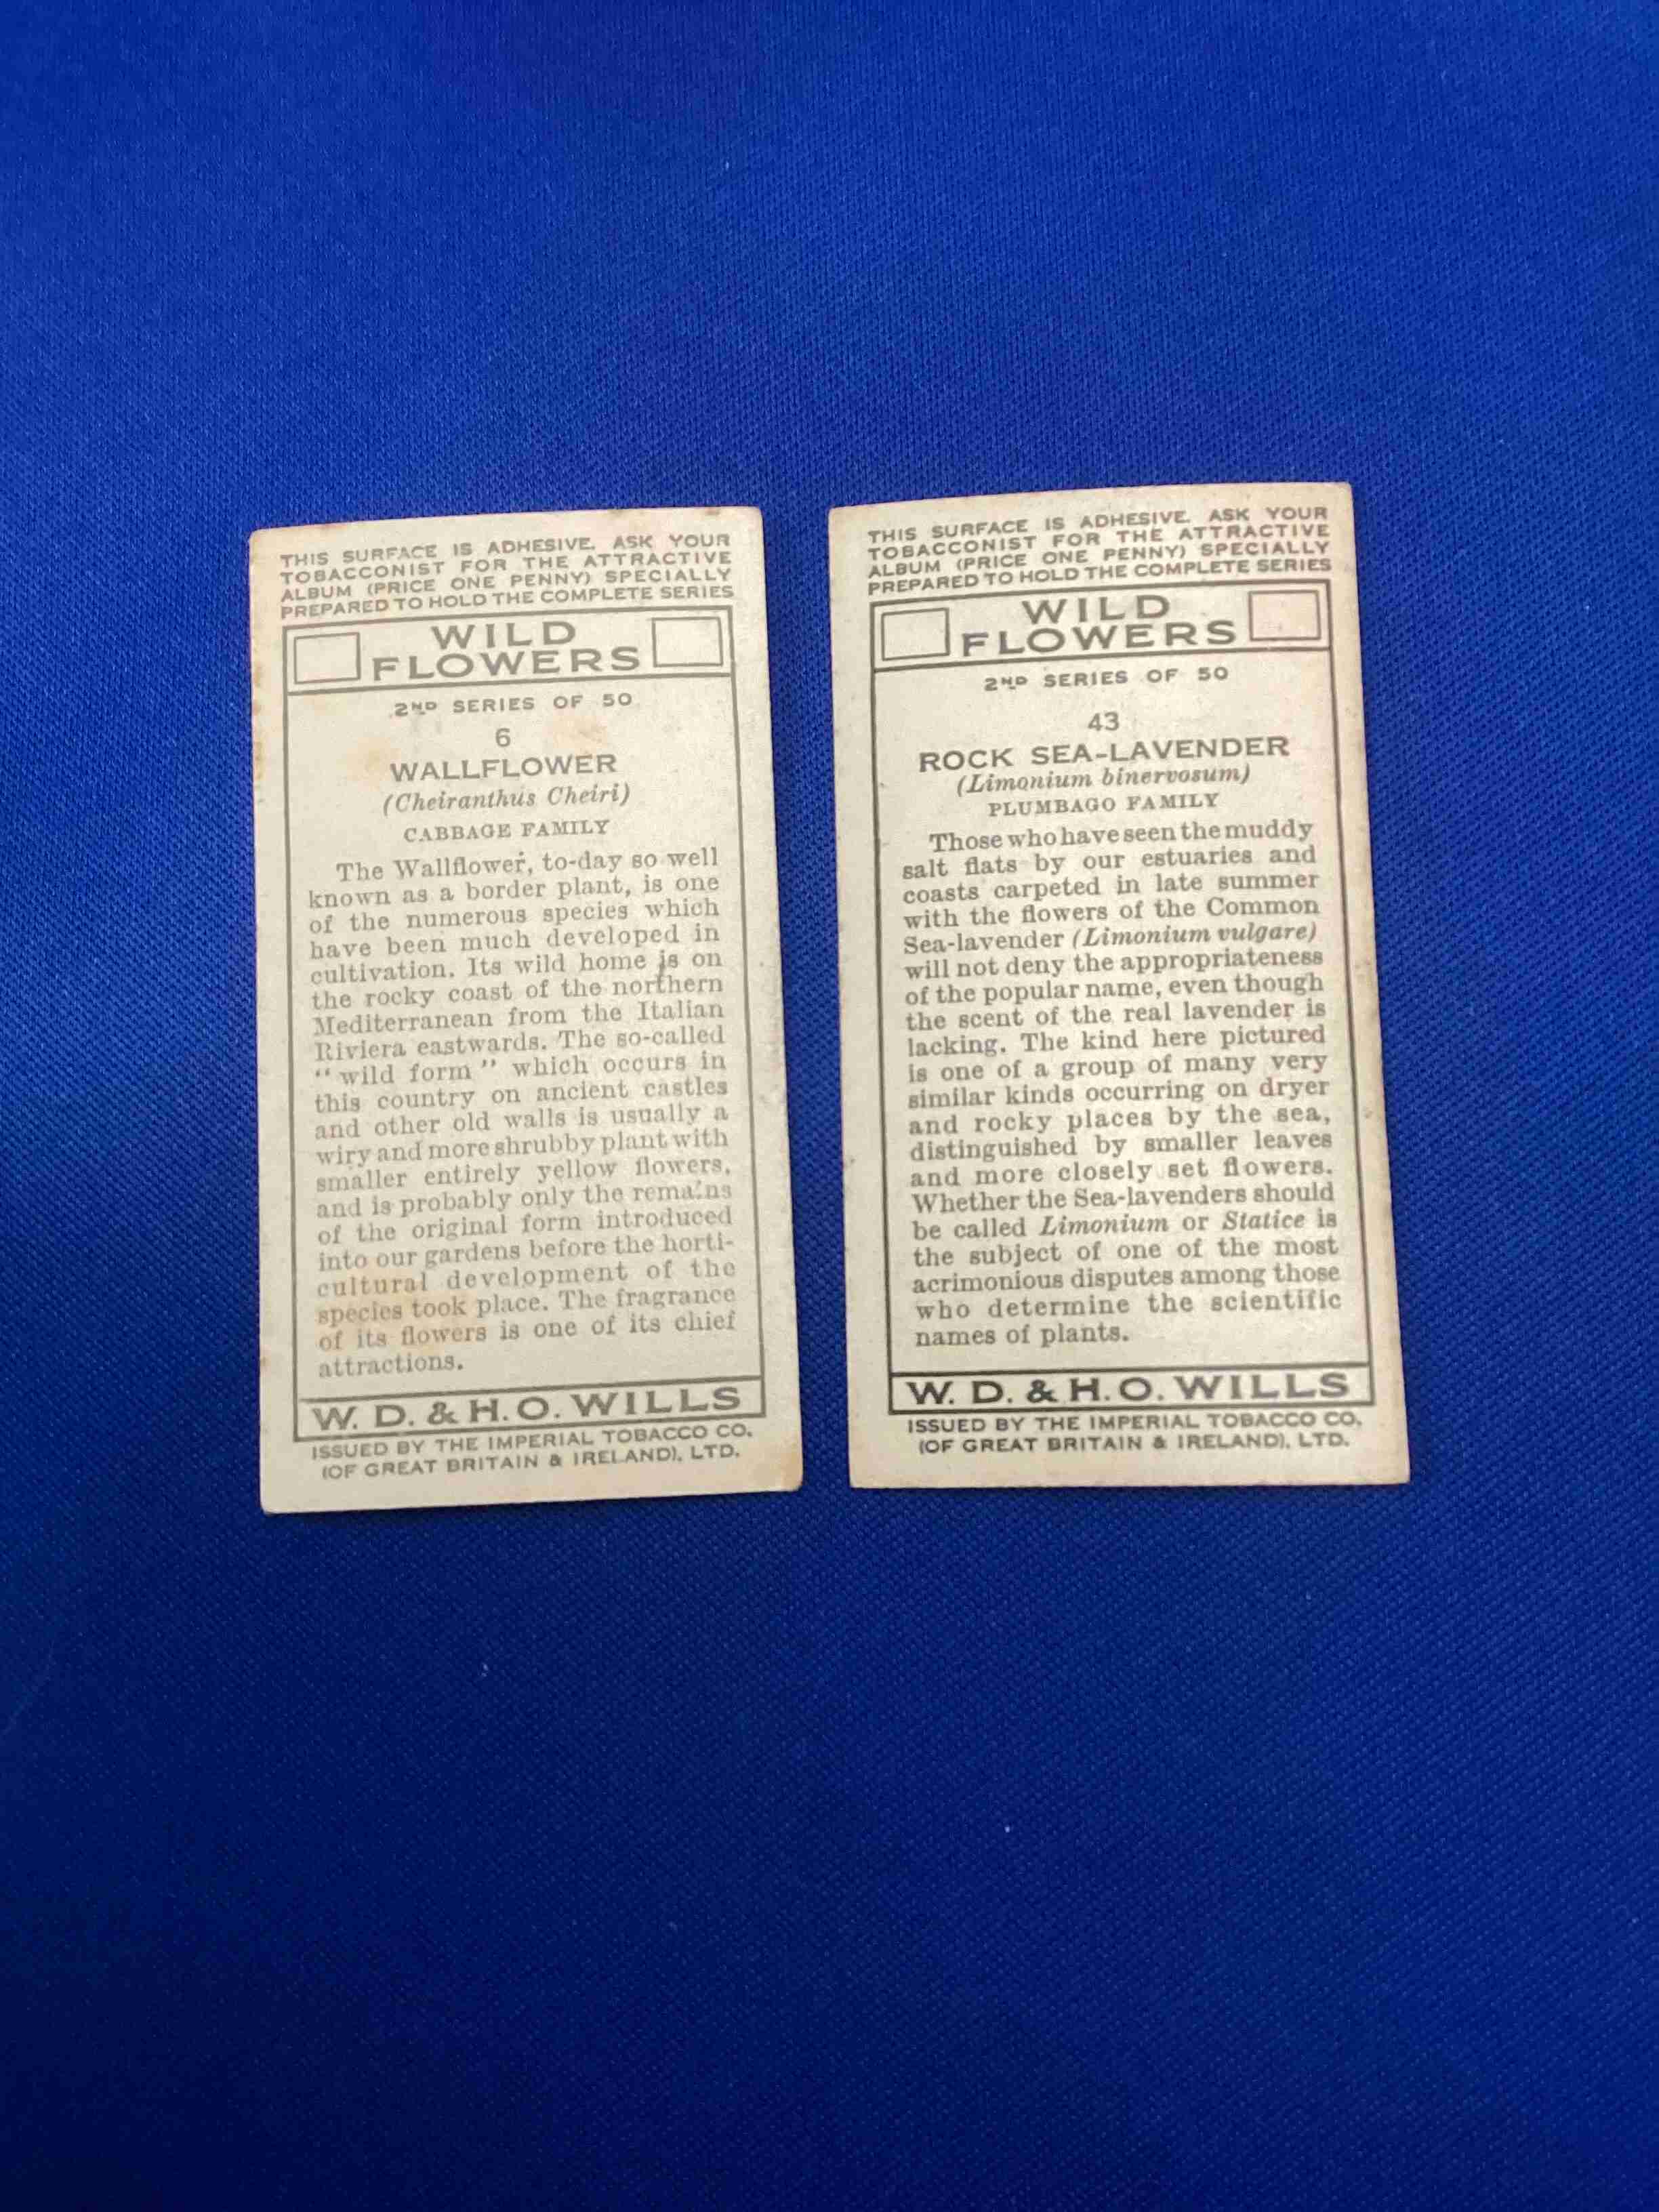 THIS SURFACE IS ADHESIVE. ASK YOUR
TOBACCONIST FOR THE ATTRACTIVE
ALBUM (PRICE ONE PENNY) SPECIALLY
PREPARED TO HOLD THE COMPLETE SERIES
WILD
FLOWERS
2ND SERIES OF 50
6
WALLFLOWER
(Cheiranthus Cheiri)
CABBAGE FAMILY
The Wallflower, to-day so well
known as a border plant, is one
of the numerous species which
have been much developed in
cultivation. Its wild home is on
the rocky coast of the northern
Mediterranean from the Italian
Riviera eastwards. The so-called
“wild form” which occurs in
this country on ancient castles
and other old walls is usually a
wiry and more shrubby plant with
smaller entirely yellow flowers,
and is probably only the remains
of the original form introduced
into our gardens before the horti-
cultural development of the
species took place. The fragrance
of its flowers is one of its chief
attractions.
W. D. & H. O. WILLS
ISSUED BY THE IMPERIAL TOBACCO CO.
(OF GREAT BRITAIN & IRELAND), LTD.
THIS SURFACE IS ADHESIVE. ASK YOUR
TOBACCONIST FOR THE ATTRACTIVE
ALBUM (PRICE ONE PENNY) SPECIALLY
PREPARED TO HOLD THE COMPLETE SERIES
WILD
FLOWERS
2ND SERIES OF 50
43
ROCK SEA-LAVENDER
(Limonium binervosum)
PLUMBAGO FAMILY
Those who have seen the muddy
salt flats by our estuaries and
coasts carpeted in late summer
with the flowers of the Common
Sea-lavender (Limonium vulgare)
will not deny the appropriateness
of the popular name, even though
the scent of the real lavender is
lacking. The kind here pictured
is one of a group of many very
similar kinds occurring on dryer
and rocky places by the sea,
distinguished by smaller leaves
and more closely set flowers.
Whether the Sea-lavenders should
be called Limonium or Statice is
the subject of one of the most
acrimonious disputes among those
who determine the scientific
names of plants.
W. D. & H. O. WILLS
ISSUED BY THE IMPERIAL TOBACCO CO.
(OF GREAT BRITAIN & IRELAND), LTD.